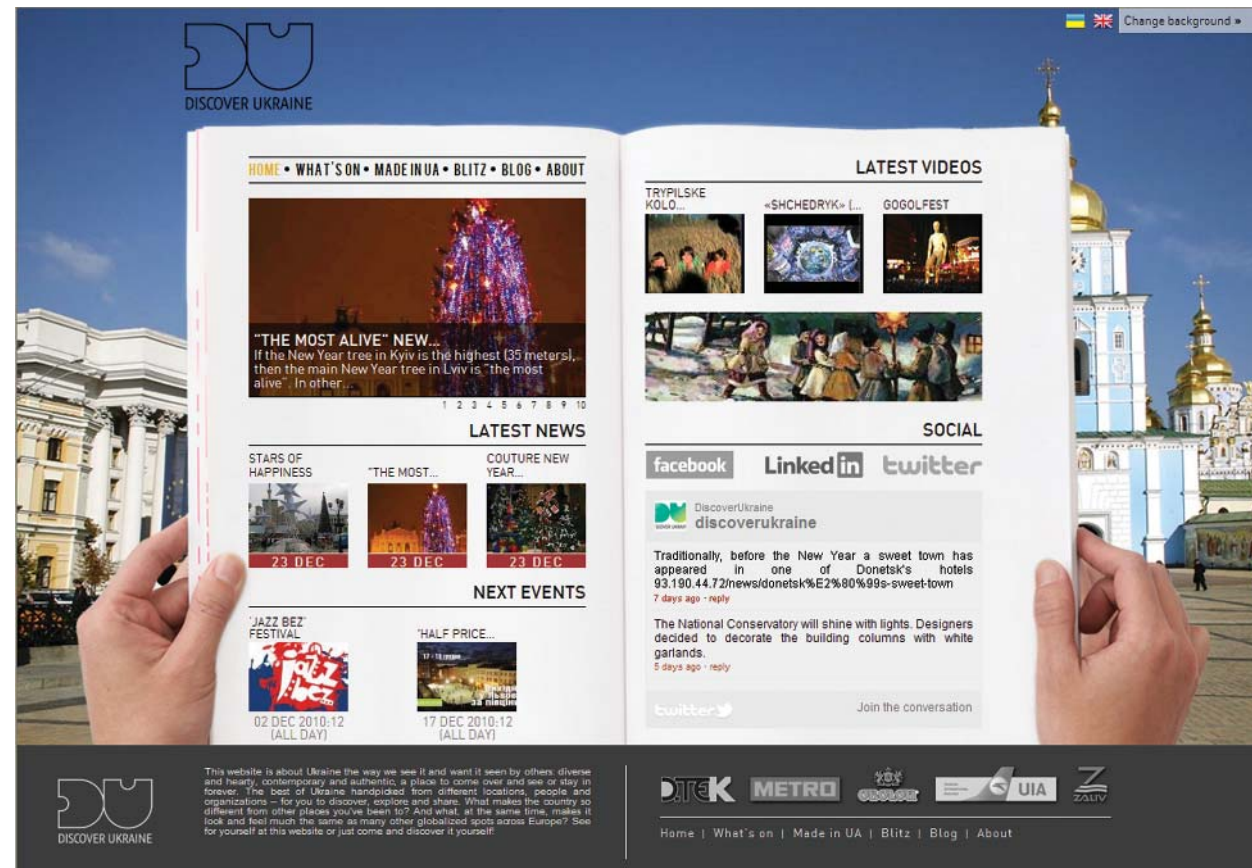 Change background »
DU
DISCOVER UKRAINE
HOME • WHAT'S ON • MADE IN UA • BLITZ • BLOG • ABOUT
"THE MOST ALIVE" NEW...
If the New Year tree in Kyiv is the highest (35 meters),
then the main New Year tree in Lviv is "the most
alive". In other...
1 2 3 4 5 6 7 8 9 10
LATEST NEWS
STARS OF
HAPPINESS
"THE MOST...
COUTURE NEW
YEAR...
23 DEC
23 DEC
23 DEC
NEXT EVENTS
'JAZZ BEZ'
FESTIVAL
"HALF PRICE...
jazz
bez...
02 DEC 2010:12
(ALL DAY)
17 DEC 2010:12
(ALL DAY)
LATEST VIDEOS
TRYPILSKE
KOLO...
«SHCHEDRYK» (...
GOGOLFEST
SOCIAL
facebook
Linked in
twitter
DiscoverUkraine
discoverukraine
Traditionally, before the New Year a sweet town has
appeared in one of Donetsk's hotels
93.190.44.72/news/donetsk%E2%80%99s-sweet-town
7 days ago · reply
The National Conservatory will shine with lights. Designers
decided to decorate the building columns with white
garlands.
5 days ago · reply
twitter
Join the conversation
DU
DISCOVER UKRAINE
This website is about Ukraine the way we see it and want it seen by others: diverse
and hearty, contemporary and authentic, a place to come over and see or stay in
forever. The best of Ukraine handpicked from different locations, people and
organizations – for you to discover, explore and share. What makes the country so
different from other places you've been to? And what, at the same time, makes it
look and feel much the same as many other globalized spots across Europe? See
for yourself at this website or just come and discover it yourself!
DTEK
METRO
UIA
ZALIV
Home | What's on | Made in UA | Blitz | Blog | About